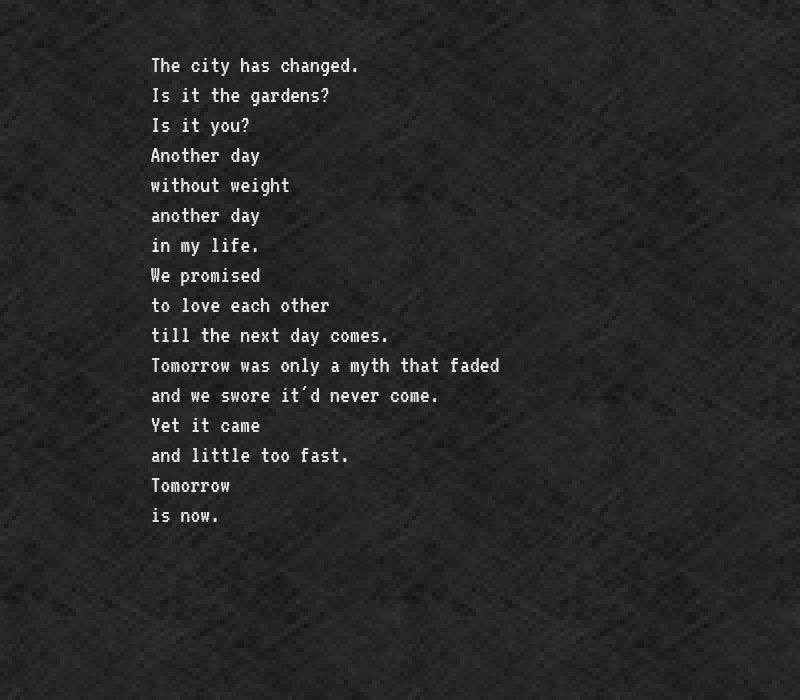 The city has changed.
Is it the gardens?
Is it you?
Another day
without weight
another day
in my life.
We promised
to love each other
till the next day comes.
Tomorrow was only a myth that faded
and we swore it´d never come.
Yet it came
and little too fast.
Tomorrow
is now.